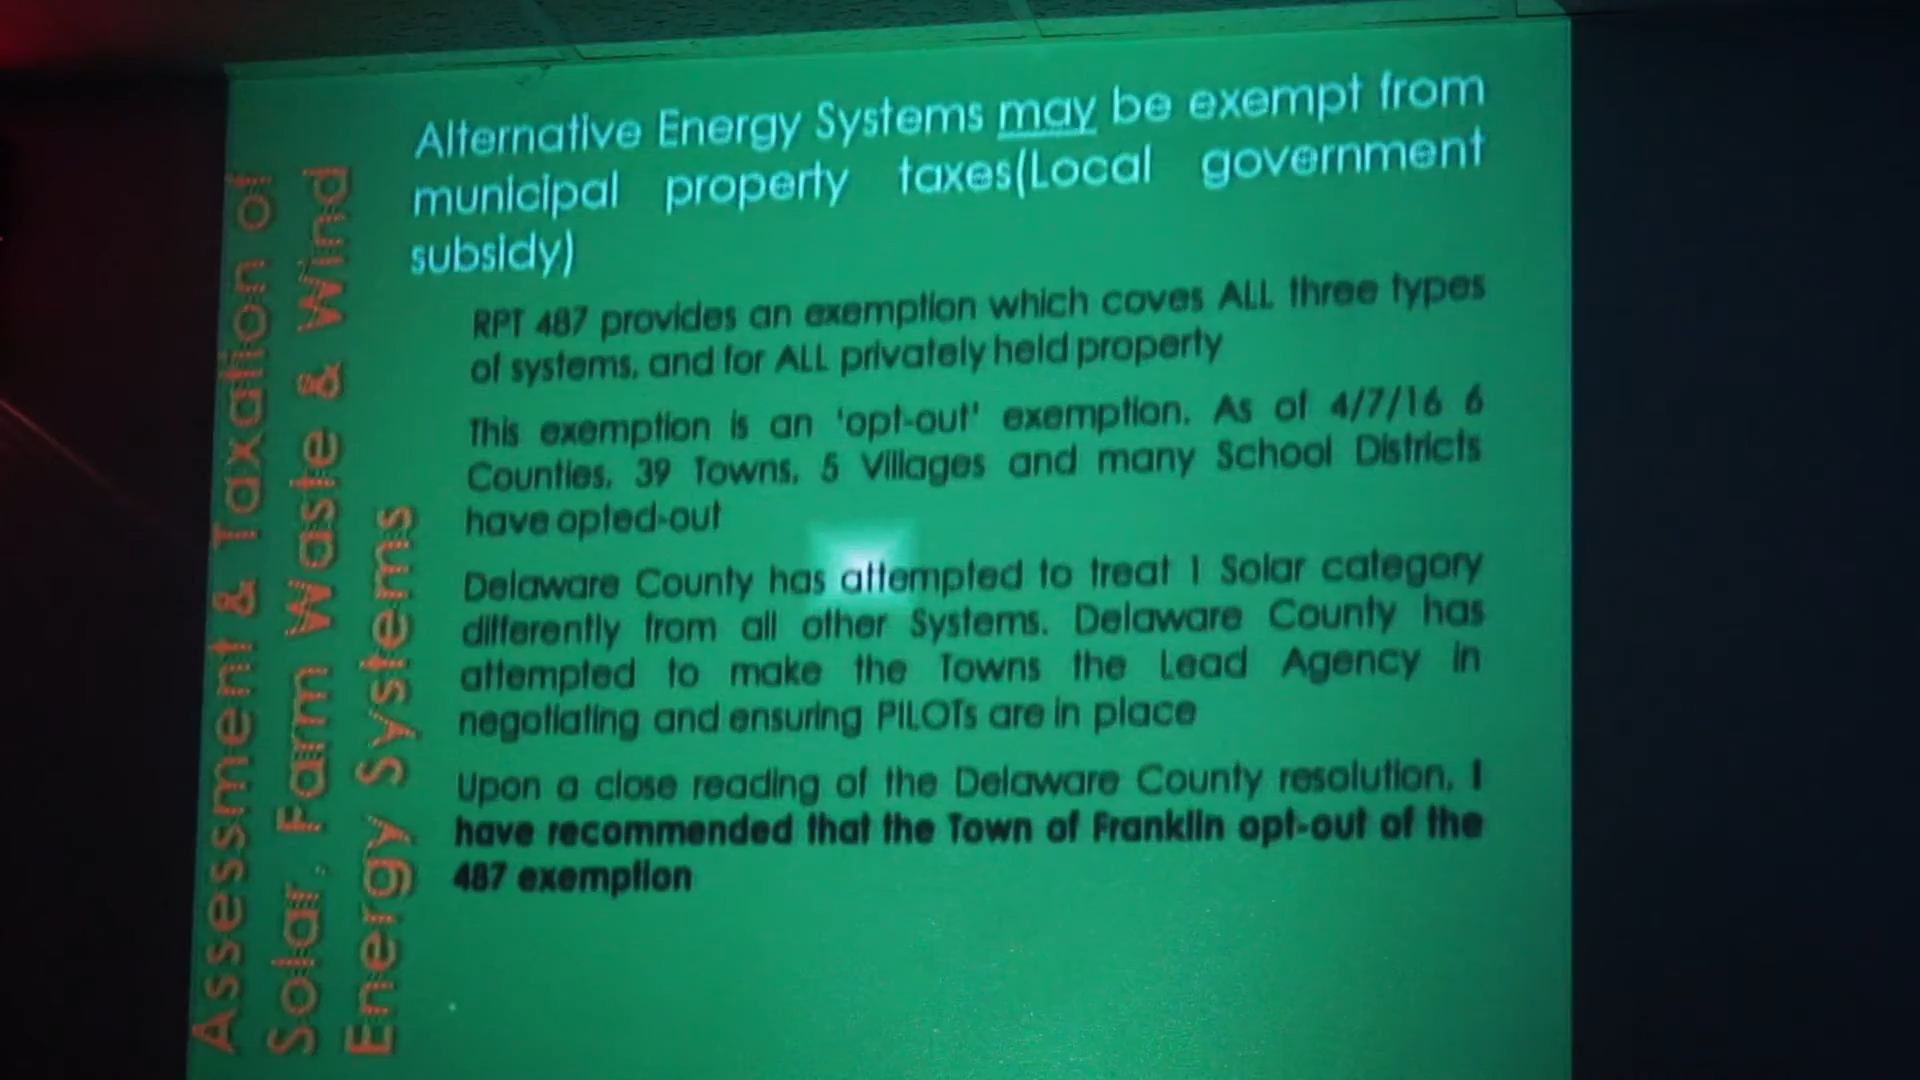 Assessment & Taxation of
Solar, Farm Waste & Wind
Energy Systems
Alternative Energy Systems may be exempt from
municipal property taxes(Local government
subsidy)
RPT 487 provides an exemption which coves ALL three types
of systems, and for ALL privately held property
This exemption is an 'opt-out' exemption. As of 4/7/16 6
Counties, 39 Towns, 5 Villages and many School Districts
have opted-out
Delaware County has attempted to treat 1 Solar category
differently from all other Systems. Delaware County has
attempted to make the Towns the Lead Agency in
negotiating and ensuring PILOTs are in place
Upon a close reading of the Delaware County resolution, I
have recommended that the Town of Franklin opt-out of the
487 exemption